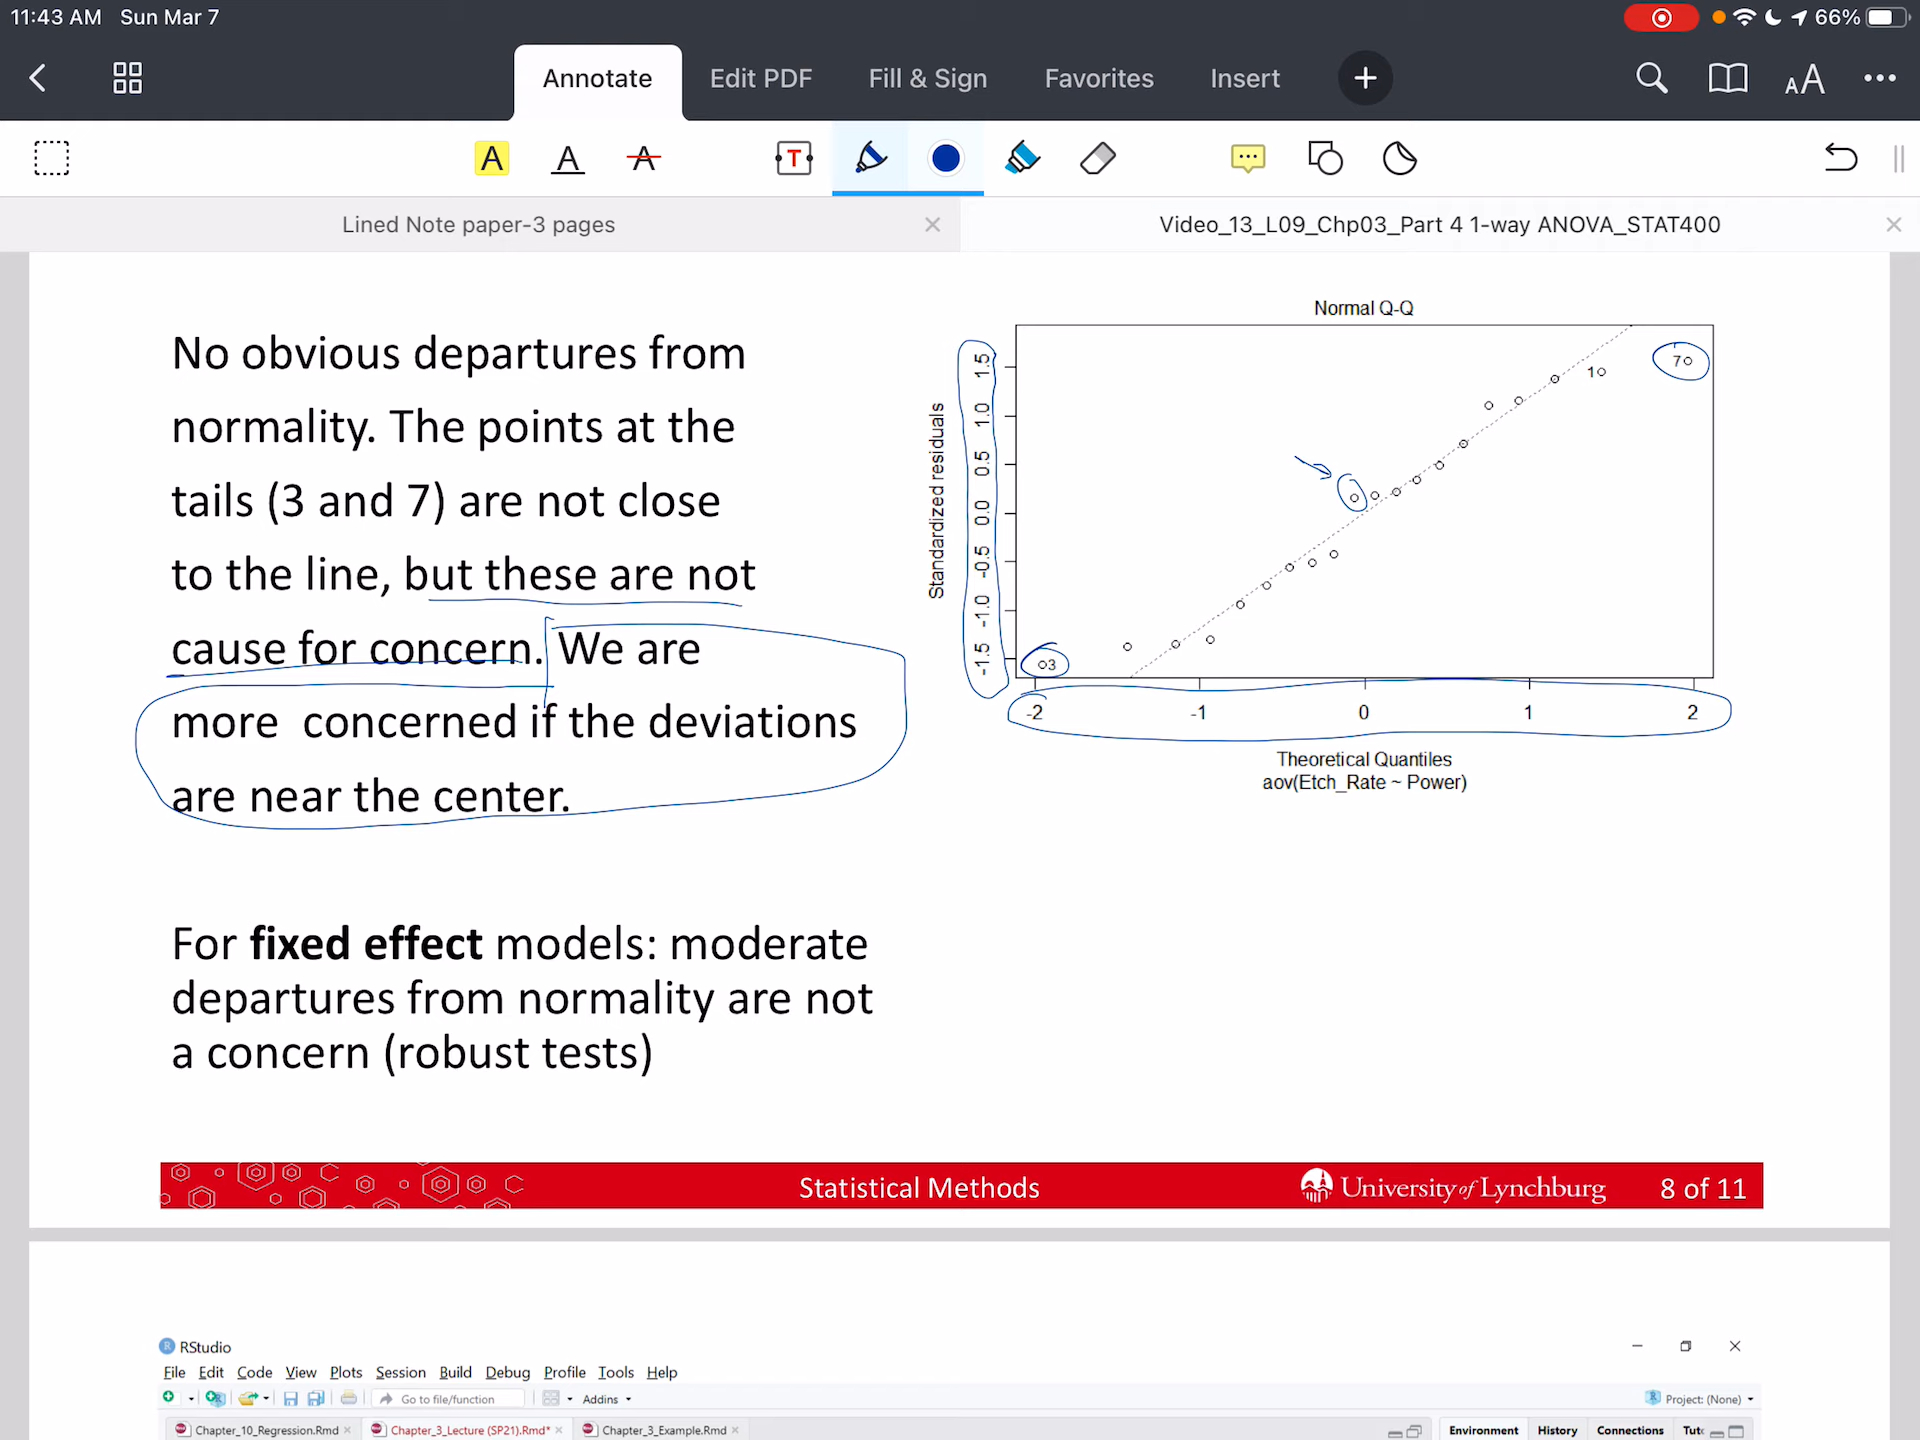 11:43 AM Sun Mar 7
66%
Annotate
Edit PDF
Fill & Sign
Favorites
Insert
AA
A A A T
Lined Note paper-3 pages
Video_13_L09_Chp03_Part 4 1-way ANOVA_STAT400
No obvious departures from
normality. The points at the
tails (3 and 7) are not close
to the line, but these are not
cause for concern. We are
more concerned if the deviations
are near the center.
For fixed effect models: moderate
departures from normality are not
a concern (robust tests)
Normal Q-Q
Standardized residuals
1.5
1.0
0.5
0.0
-0.5
-1.0
-1.5
7
1
3
-2 -1 0 1 2
Theoretical Quantiles
aov(Etch_Rate ~ Power)
Statistical Methods
University of Lynchburg
8 of 11
R RStudio
File Edit Code View Plots Session Build Debug Profile Tools Help
Go to file/function
Addins
Project: (None)
Chapter_10_Regression.Rmd
Chapter_3_Lecture (SP21).Rmd*
Chapter_3_Example.Rmd
Environment History Connections Tuto